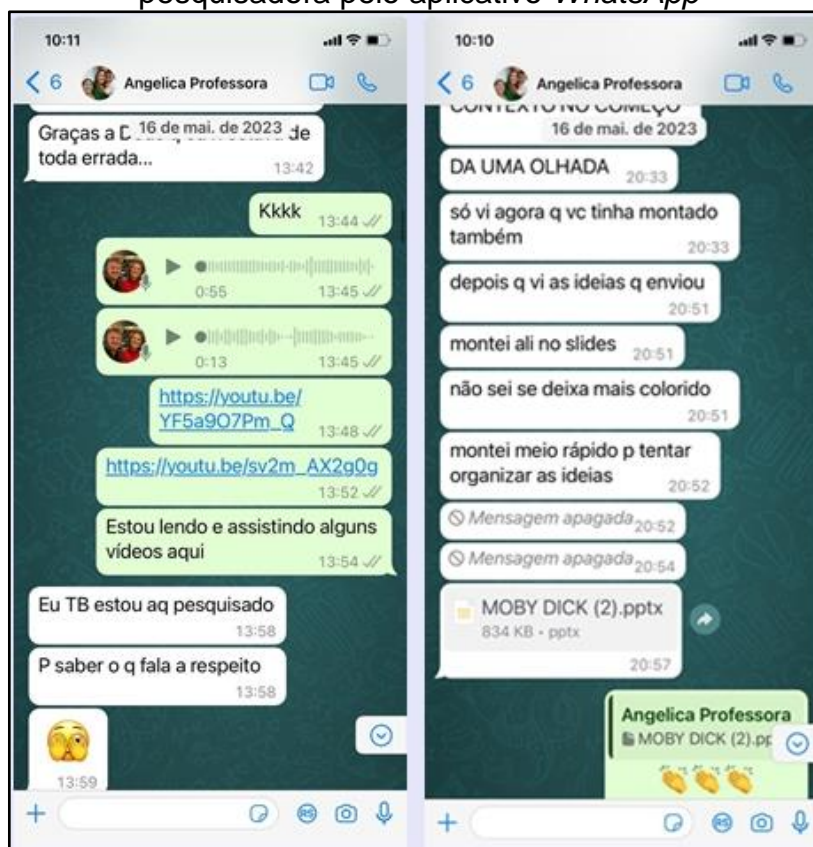 pesquisadora pelo aplicativo WhatsApp
10:11
6
Angelica Professora
16 de mai. de 2023
Graças a
de
toda errada...
13:42
Kkkk
13:44
0:55
13:45
0:13
13:45
https://youtu.be/
YF5a9O7Pm_Q
13:48
https://youtu.be/sv2m_AX2g0g
13:52
Estou lendo e assistindo alguns
vídeos aqui
13:54
Eu TB estou aq pesquisado
13:58
P saber o q fala a respeito
13:58
13:59
10:10
6
Angelica Professora
CONTEXTO NO COMEÇO
16 de mai. de 2023
DA UMA OLHADA
20:33
só vi agora q vc tinha montado
também
20:33
depois q vi as ideias q enviou
20:51
montei ali no slides
20:51
não sei se deixa mais colorido
20:51
montei meio rápido p tentar
organizar as ideias
20:52
Mensagem apagada
20:52
Mensagem apagada
20:54
MOBY DICK (2).pptx
834 KB • pptx
20:57
Angelica Professora
MOBY DICK (2).pp